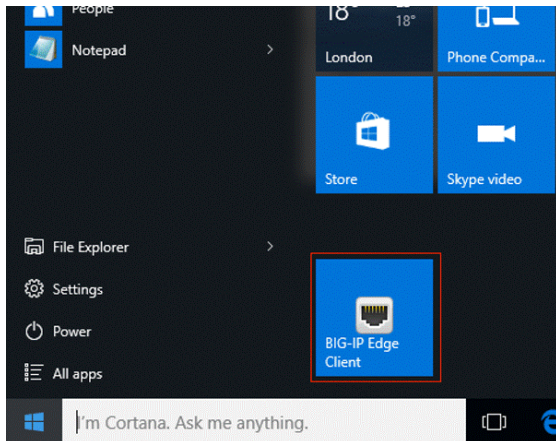 People
Notepad
File Explorer
Settings
Power
All apps
18°
18°
London
Phone Compa...
Store
Skype video
BIG-IP Edge
Client
I'm Cortana. Ask me anything.